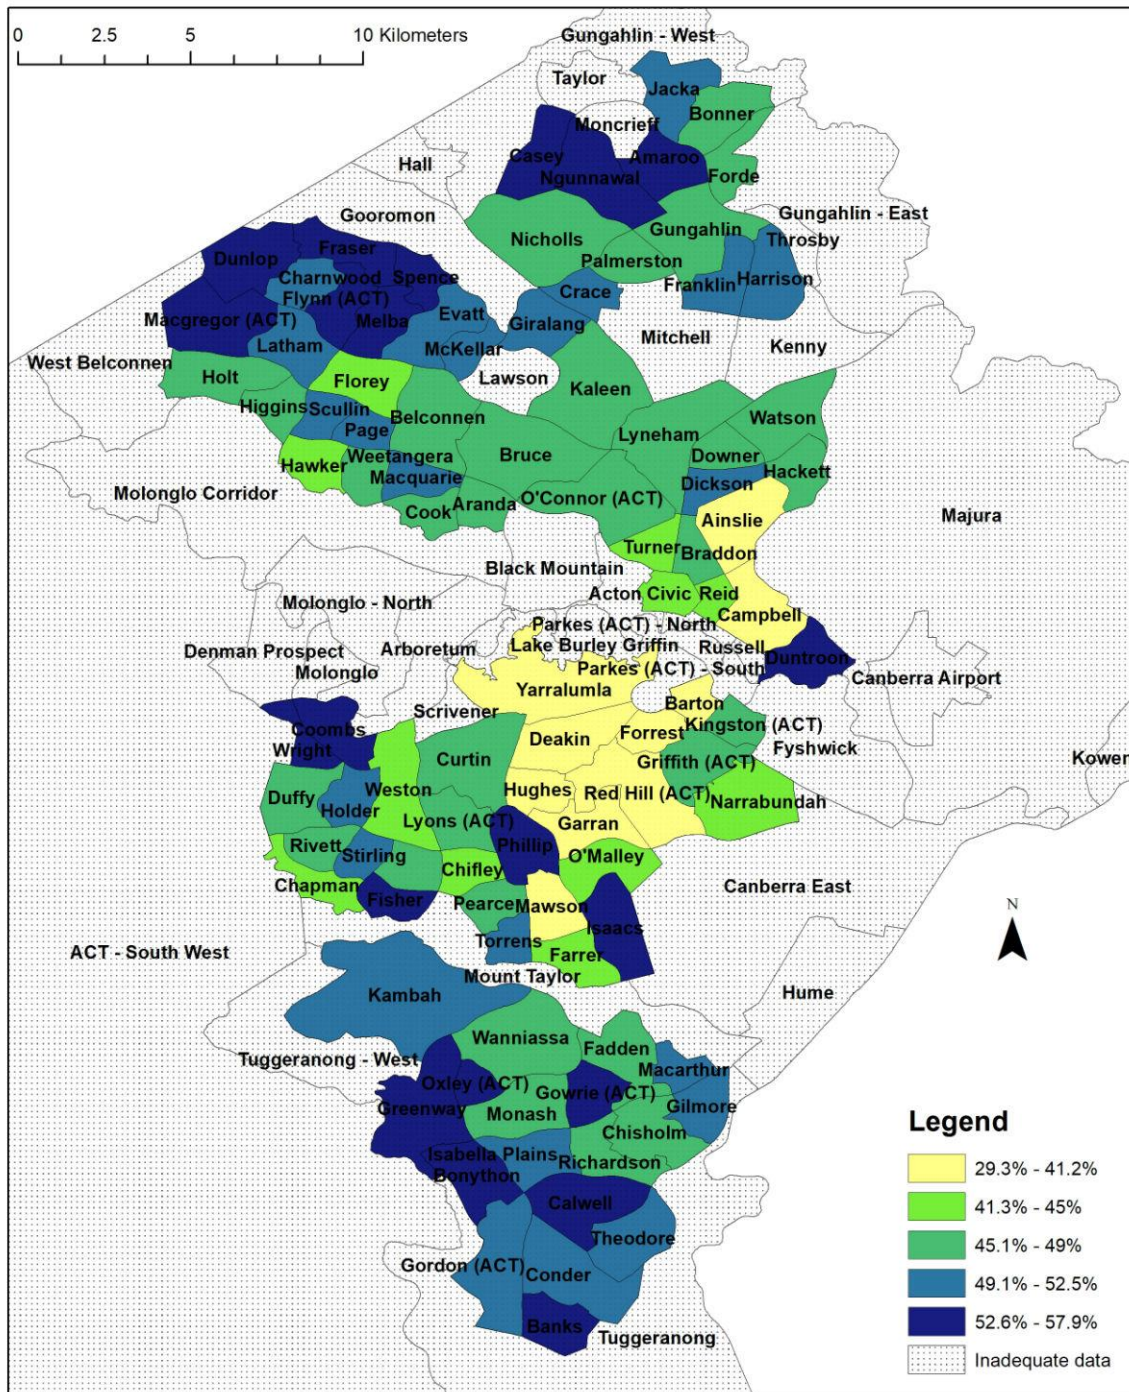 0 2.5 5 10 Kilometers
Gungahlin - West
Taylor
Jacka
Bonner
Moncrieff
Hall
Casey
Amaroo
Ngunnawal
Forde
Gooromon
Gungahlin - East
Nicholls
Gungahlin
Throsby
Fraser
Dunlop
Palmerston
Charnwood
Spence
Franklin
Harrison
Flynn (ACT)
Crace
Macgregor (ACT)
Melba
Evatt
Giralang
Latham
McKellar
Mitchell
Kenny
West Belconnen
Lawson
Holt
Florey
Kaleen
Higgins
Scullin
Belconnen
Watson
Page
Lyneham
Weetangera
Bruce
Downer
Hawker
Macquarie
Hackett
Dickson
Molonglo Corridor
O'Connor (ACT)
Aranda
Cook
Majura
Ainslie
Turner
Braddon
Black Mountain
Acton
Civic
Reid
Molonglo - North
Campbell
Parkes (ACT) - North
Denman Prospect
Arboretum
Lake Burley Griffin
Russell
Duntroon
Molonglo
Parkes (ACT) - South
Canberra Airport
Yarralumla
Scrivener
Barton
Coombs
Forrest
Kingston (ACT)
Deakin
Wright
Fyshwick
Curtin
Griffith (ACT)
Kowen
Weston
Hughes
Red Hill (ACT)
Duffy
Holder
Narrabundah
Lyons (ACT)
Garran
Rivett
Stirling
Phillip
O'Malley
Chifley
Chapman
Canberra East
Fisher
Pearce
Mawson
N
Isaacs
Torrens
ACT - South West
Farrer
Mount Taylor
Hume
Kambah
Wanniassa
Fadden
Tuggeranong - West
Macarthur
Oxley (ACT)
Gowrie (ACT)
Greenway
Monash
Gilmore
Chisholm
Isabella Plains
Richardson
Bonython
Calwell
Theodore
Gordon (ACT)
Conder
Banks
Tuggeranong
Legend
29.3% - 41.2%
41.3% - 45%
45.1% - 49%
49.1% - 52.5%
52.6% - 57.9%
Inadequate data